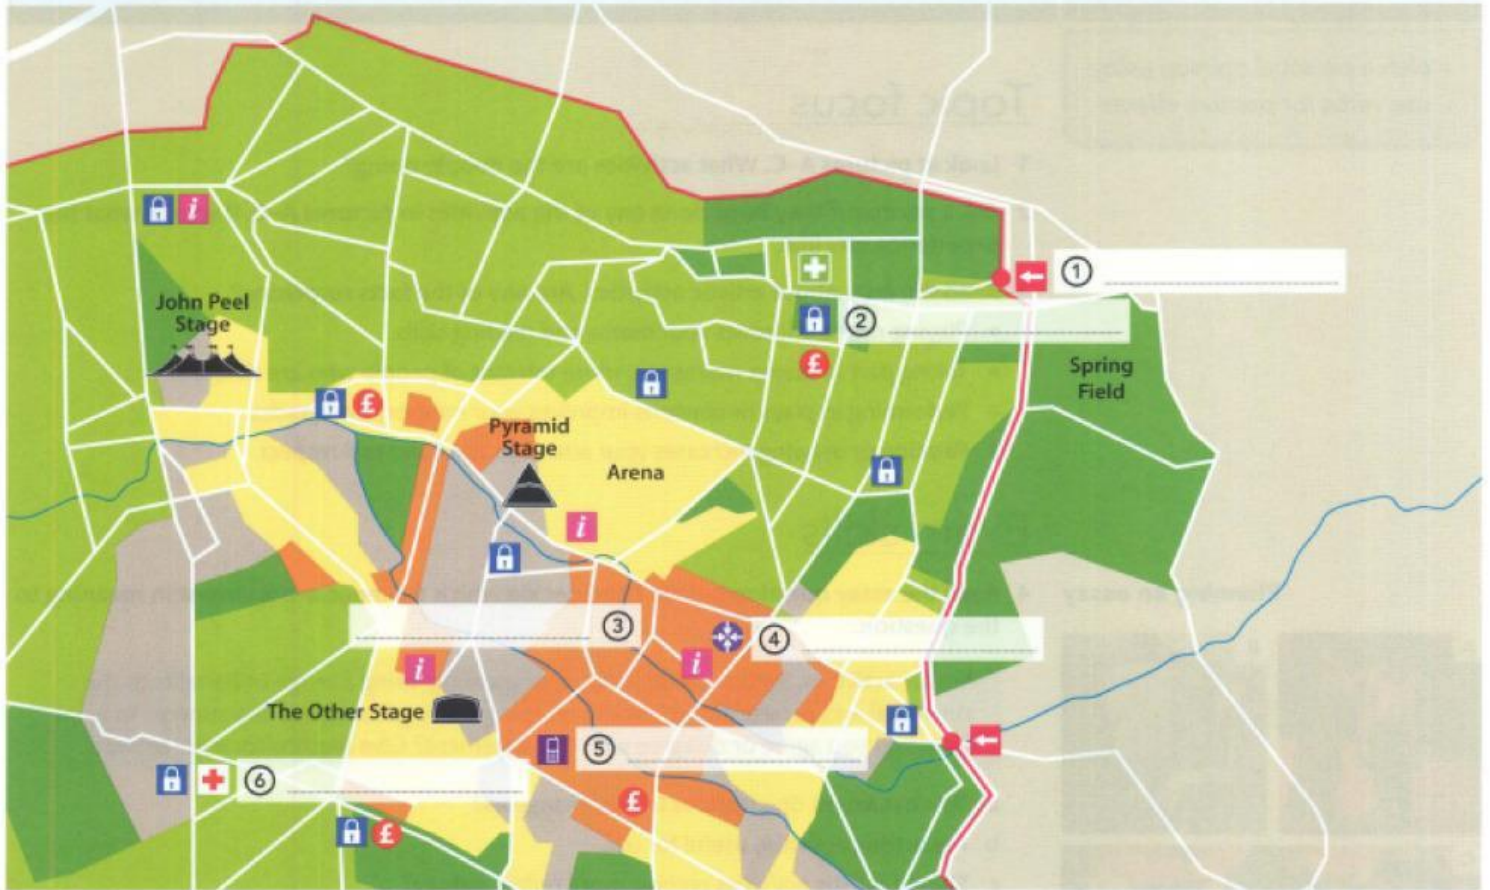 i
John Peel
Stage
1
2
£
Spring
Field
£
Pyramid
Stage
Arena
i
3
4
i
i
The Other Stage
5
6
£
£